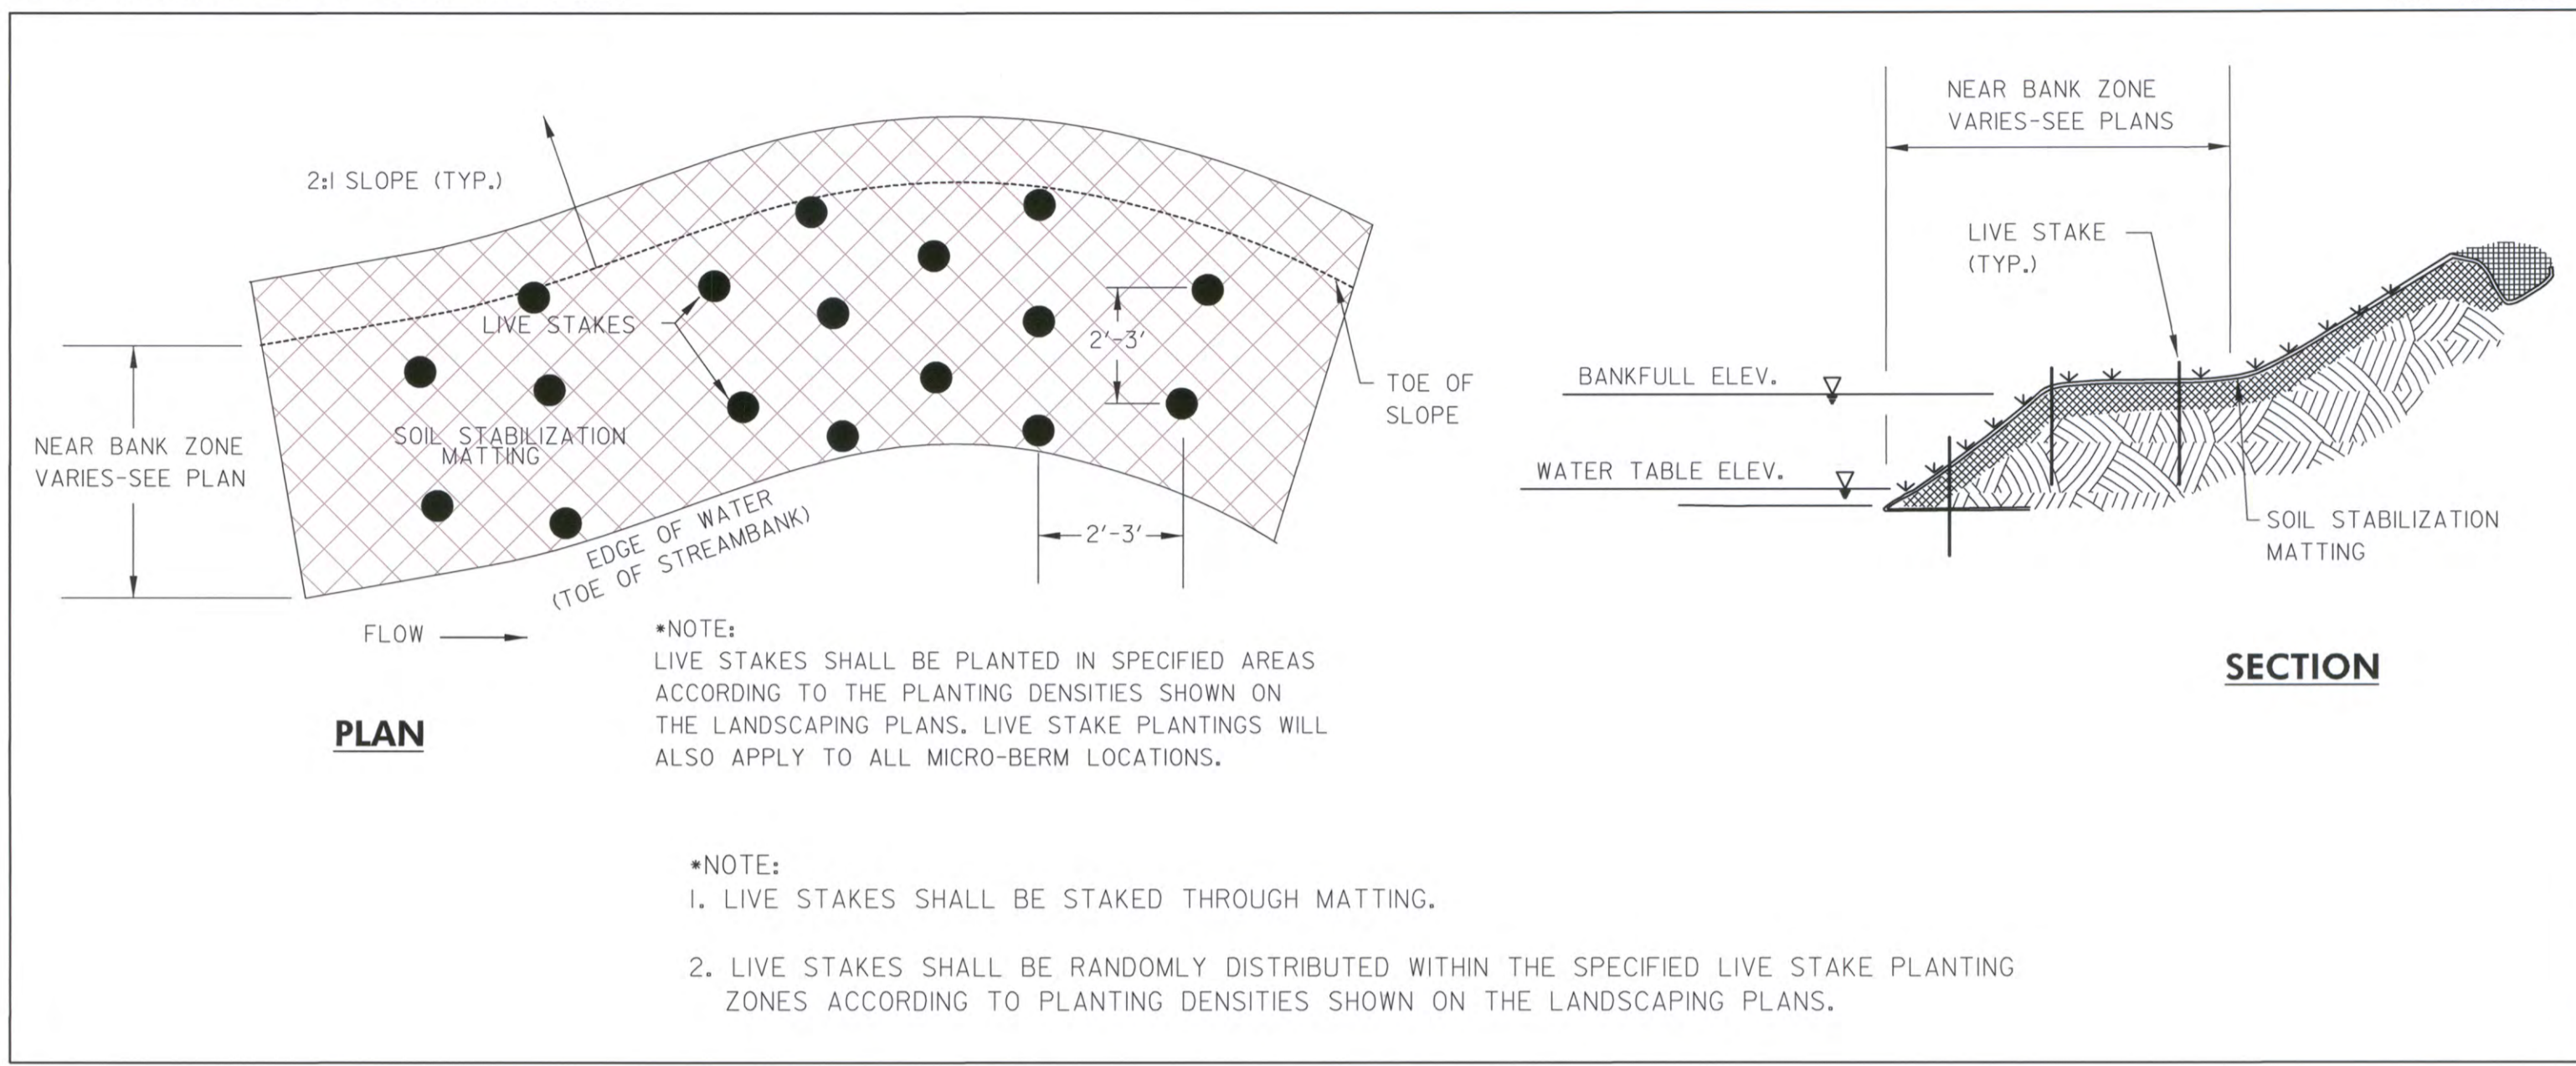 2:1 SLOPE (TYP.)
LIVE STAKES
2'-3'
TOE OF
SLOPE
NEAR BANK ZONE
VARIES-SEE PLAN
SOIL STABILIZATION
MATTING
EDGE OF WATER
(TOE OF STREAMBANK)
2'-3'
FLOW
PLAN
*NOTE:
LIVE STAKES SHALL BE PLANTED IN SPECIFIED AREAS
ACCORDING TO THE PLANTING DENSITIES SHOWN ON
THE LANDSCAPING PLANS. LIVE STAKE PLANTINGS WILL
ALSO APPLY TO ALL MICRO-BERM LOCATIONS.
NEAR BANK ZONE
VARIES-SEE PLANS
LIVE STAKE
(TYP.)
BANKFULL ELEV.
WATER TABLE ELEV.
SOIL STABILIZATION
MATTING
SECTION
*NOTE:
1. LIVE STAKES SHALL BE STAKED THROUGH MATTING.
2. LIVE STAKES SHALL BE RANDOMLY DISTRIBUTED WITHIN THE SPECIFIED LIVE STAKE PLANTING
ZONES ACCORDING TO PLANTING DENSITIES SHOWN ON THE LANDSCAPING PLANS.